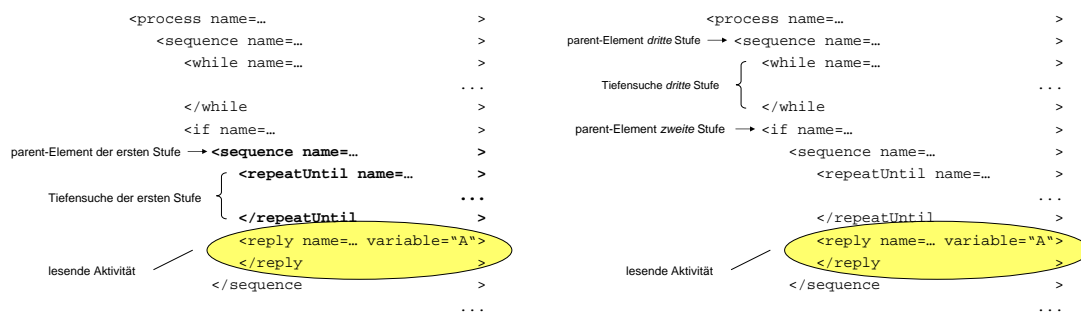 <process name=… >
<sequence name=… >
<while name=… >
...
</while >
<if name=… >
parent-Element der ersten Stufe <sequence name=… >
<repeatUntil name=… >
Tiefensuche der ersten Stufe ...
</repeatUntil >
<reply name=… variable=“A“>
lesende Aktivität </reply >
</sequence >
...
<process name=… >
parent-Element dritte Stufe <sequence name=… >
<while name=… >
Tiefensuche dritte Stufe ...
</while >
parent-Element zweite Stufe <if name=… >
<sequence name=… >
<repeatUntil name=… >
...
</repeatUntil >
<reply name=… variable=“A“>
lesende Aktivität </reply >
</sequence >
...